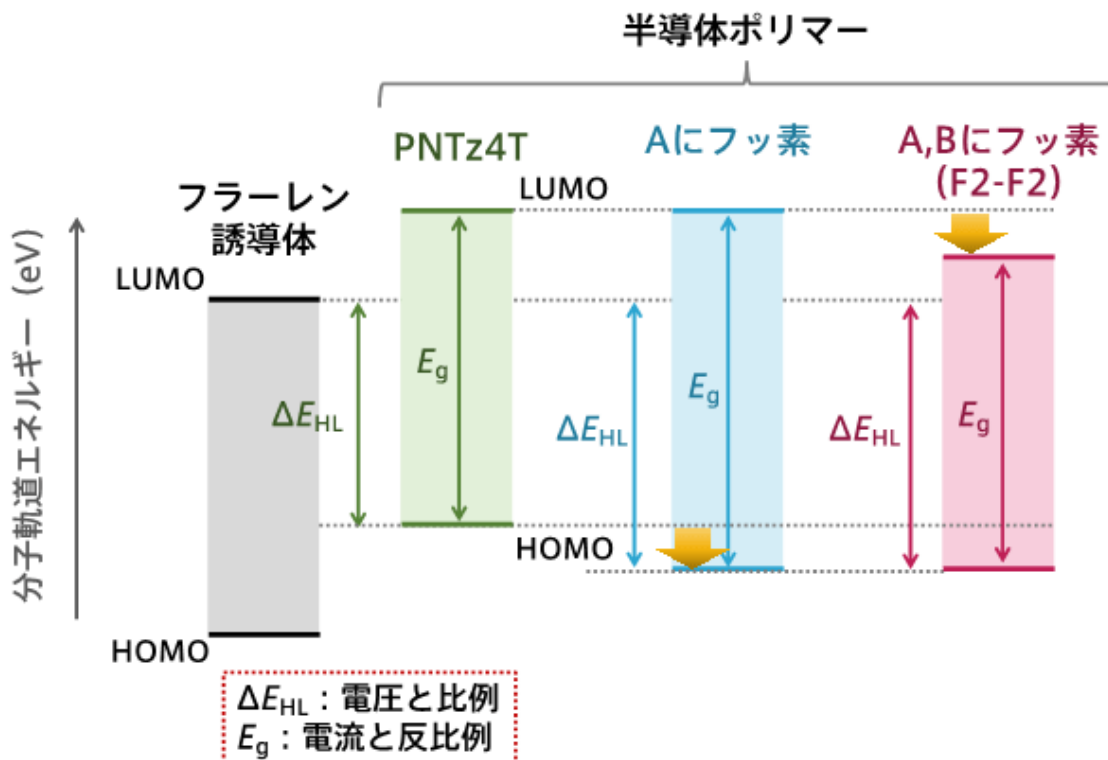 半導体ポリマー
PNTz4T
Aにフッ素
A,Bにフッ素
(F2-F2)
フラーレン
誘導体
LUMO
LUMO
分子軌道エネルギー (eV)
Eg
Eg
Eg
ΔEHL
ΔEHL
ΔEHL
HOMO
HOMO
ΔEHL：電圧と比例
Eg：電流と反比例